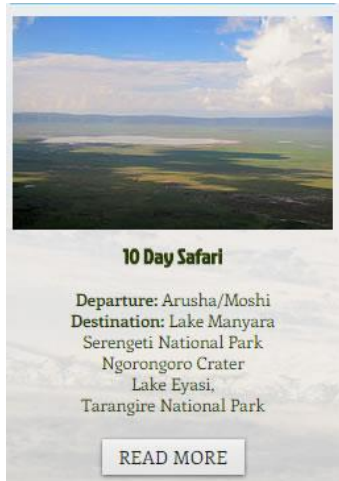 10 Day Safari
Departure: Arusha/Moshi
Destination: Lake Manyara
Serengeti National Park
Ngorongoro Crater
Lake Eyasi,
Tarangire National Park
READ MORE